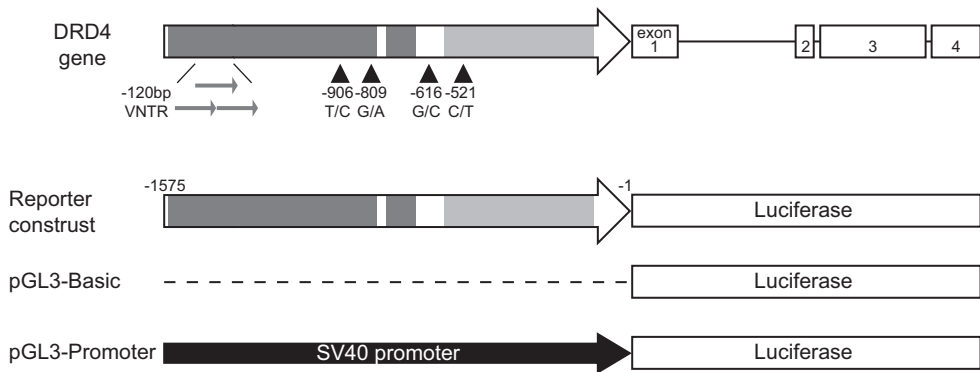 DRD4
gene
exon
1
2
3
4
-120bp
VNTR
-906
T/C
-809
G/A
-616
G/C
-521
C/T
-1575
-1
Reporter
construst
Luciferase
pGL3-Basic
Luciferase
pGL3-Promoter
SV40 promoter
Luciferase